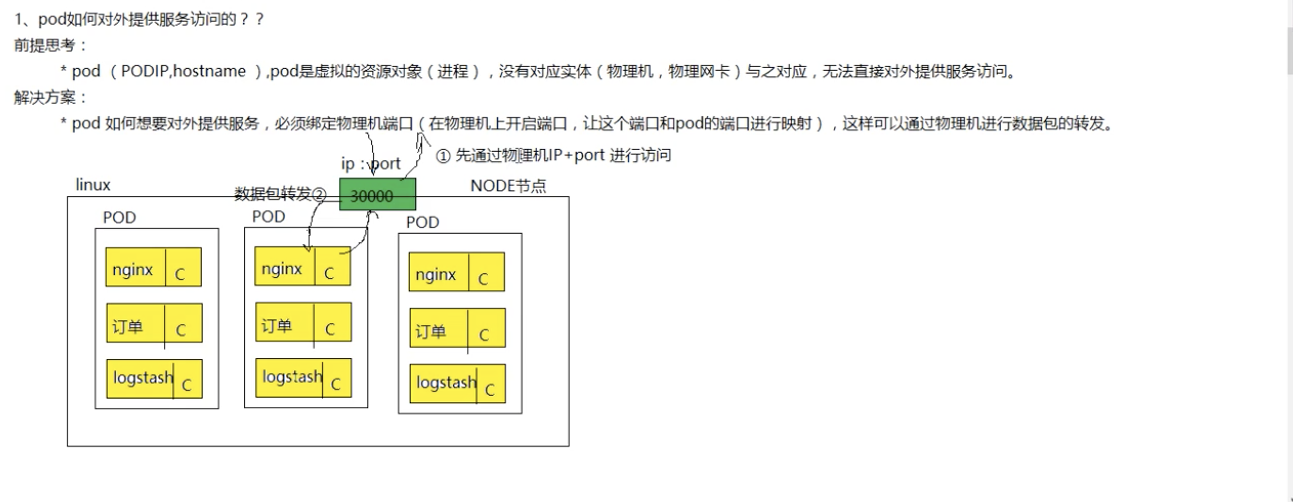 1、pod如何对外提供服务访问的？？
前提思考：
* pod （PODIP,hostname ）,pod是虚拟的资源对象（进程），没有对应实体（物理机，物理网卡）与之对应，无法直接对外提供服务访问。
解决方案：
* pod 如何想要对外提供服务，必须绑定物理机端口（在物理机上开启端口，让这个端口和pod的端口进行映射），这样可以通过物理机进行数据包的转发。
ip：port
① 先通过物理机IP+port 进行访问
linux
数据包转发②
30000
NODE节点
POD
POD
POD
nginx C
nginx C
nginx C
订单 C
订单 C
订单 C
logstash C
logstash C
logstash C